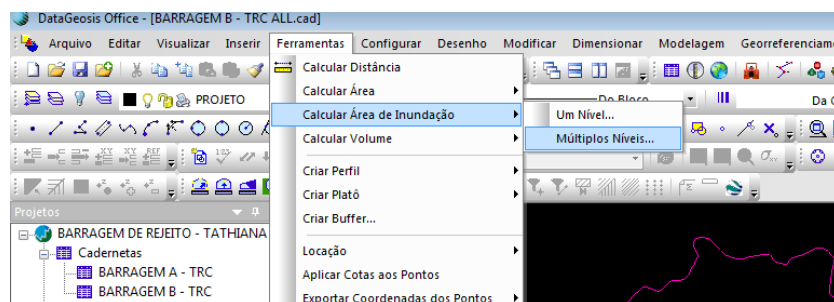 DataGeosis Office - [BARRAGEM B - TRC ALL.cad]
Arquivo Editar Visualizar Inserir Ferramentas Configurar Desenho Modificar Dimensionar Modelagem Georreferenciam
Calcular Distância
Calcular Área
PROJETO
Do Bloco
Da C
Calcular Área de Inundação
Um Nível...
Calcular Volume
Múltiplos Níveis...
Criar Perfil
Criar Platô
Criar Buffer...
Projetos
BARRAGEM DE REJEITO - TATHIANA
Cadernetas
Locação
BARRAGEM A - TRC
Aplicar Cotas aos Pontos
BARRAGEM B - TRC
Exportar Coordenadas dos Pontos